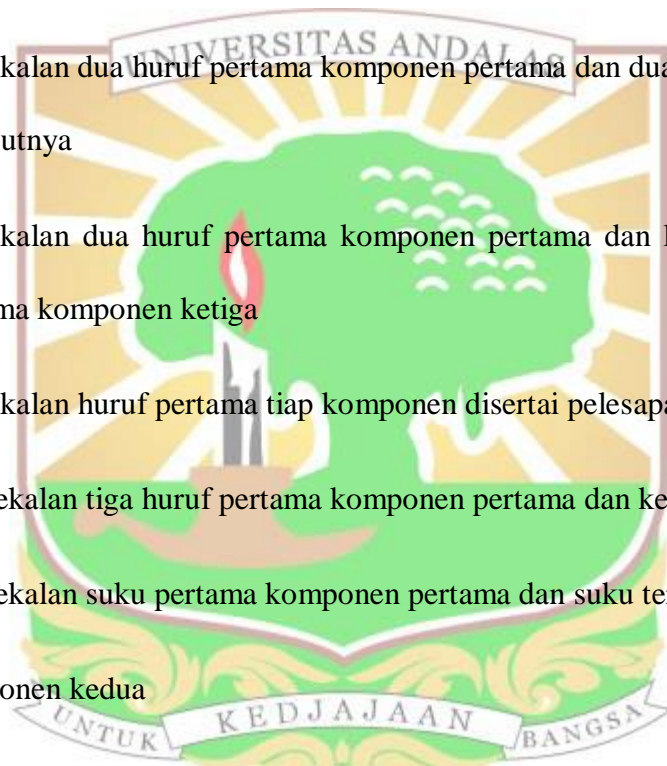 UNIVERSITAS ANDALAS
kalan dua huruf pertama komponen pertama dan dua
utnya
kalan dua huruf pertama komponen pertama dan
ma komponen ketiga
kalan huruf pertama tiap komponen disertai pelesapa
ekalan tiga huruf pertama komponen pertama dan ke
ekalan suku pertama komponen pertama dan suku te
onen kedua
UNTUK KEDJAJAAN BANGSA